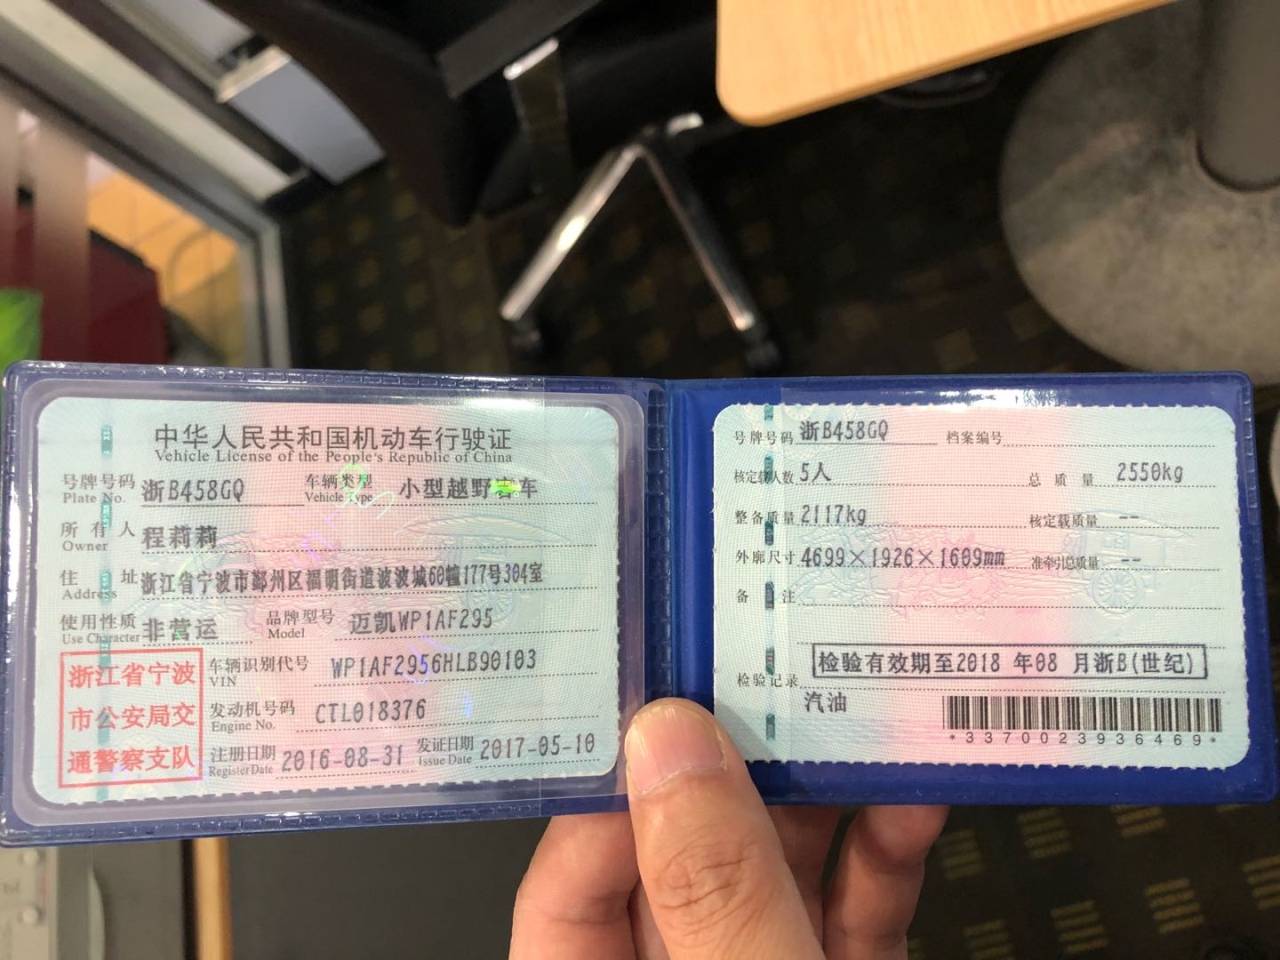 中华人民共和国机动车行驶证
Vehicle License of the People's Republic of China
号牌号码 浙B458GQ 车辆类型 小型越野客车
Plate No. Vehicle Type
所有人 程莉莉
Owner
住址 浙江省宁波市鄞州区福明街道波波城60幢177号304室
Address
使用性质 非营运 品牌型号 迈凯WP1AF295
Use Character Model
浙江省宁波
市公安局交
通警察支队
车辆识别代号 WP1AF2956HLB90103
VIN
发动机号码 CTL018376
Engine No.
注册日期 2016-08-31 发证日期 2017-05-10
Register Date Issue Date
号牌号码 浙B458GQ 档案编号
核定载人数 5人 总质量 2550kg
整备质量 2117kg 核定载质量 --
外廓尺寸 4699×1926×1609mm 准牵引总质量 --
备注
检验有效期至2018 年08 月浙B(世纪)
检验记录
汽油
*3370023936469*